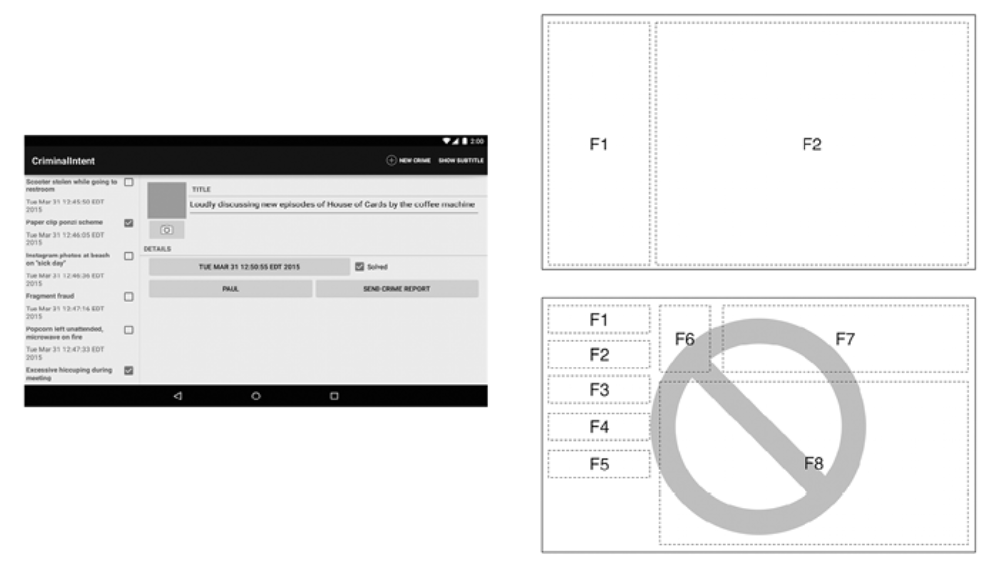 2:00
CriminalIntent
NEW CRIME SHOW SUBTITLE
Scooter stolen while going to
restroom
Tue Mar 31 12:45:50 EDT
2015
Paper clip ponzi scheme
Tue Mar 31 12:46:05 EDT
2015
Instagram photos at beach
on "sick day"
Tue Mar 31 12:46:36 EDT
2015
Fragment fraud
Tue Mar 31 12:47:16 EDT
2015
Popcorn left unattended,
microwave on fire
Tue Mar 31 12:47:33 EDT
2015
Excessive hiccuping during
meeting
TITLE
Loudly discussing new episodes of House of Cards by the coffee machine
DETAILS
TUE MAR 31 12:50:55 EDT 2015
Solved
PAUL
SEND CRIME REPORT
F1
F2
F1
F2
F3
F4
F5
F6
F7
F8